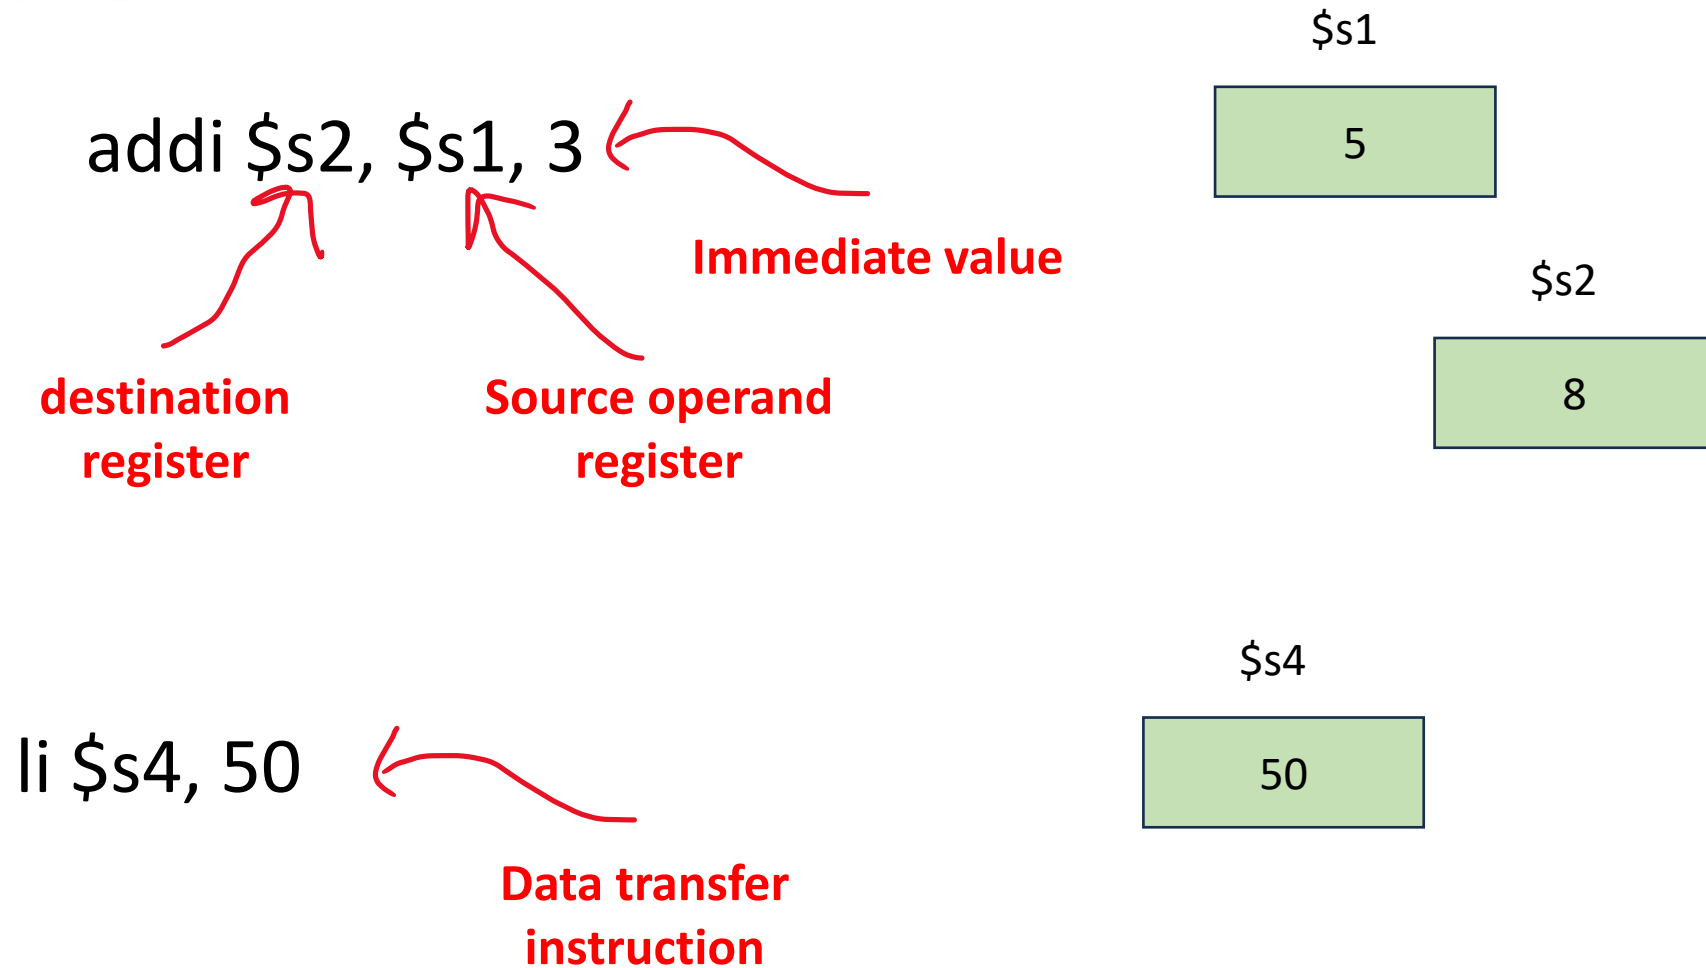 $s1
addi $s2, $s1, 3
5
Immediate value
$s2
destination
register
Source operand
register
8
$s4
li $s4, 50
50
Data transfer
instruction